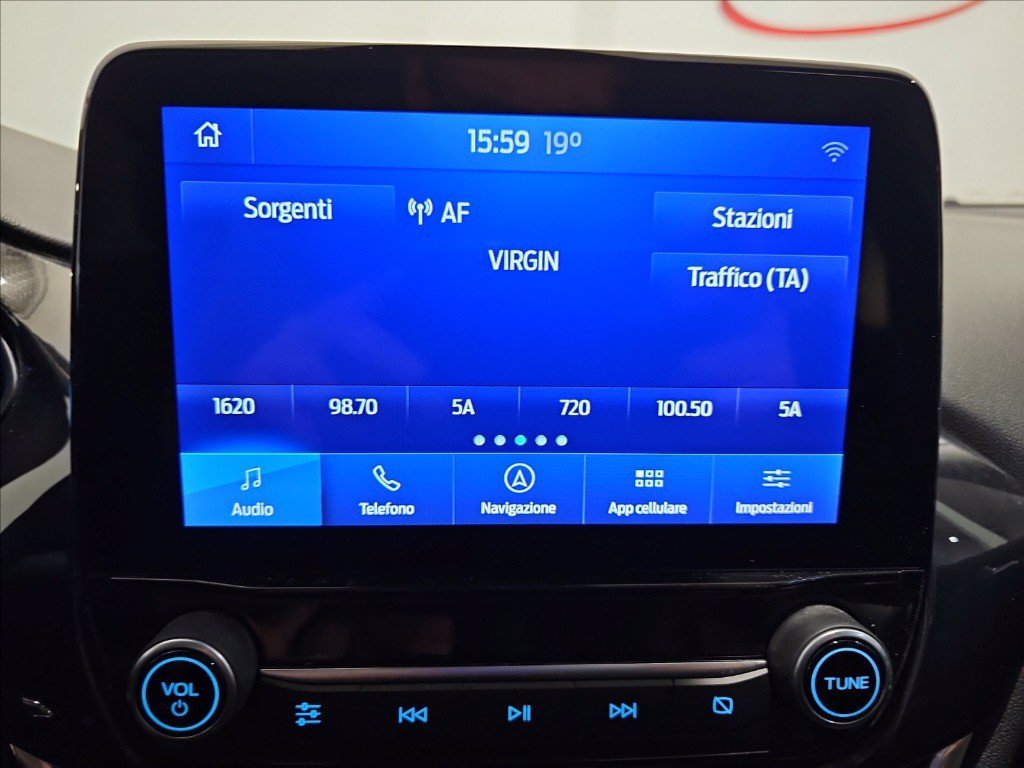 15:59 19º
Sorgenti
AF
Stazioni
VIRGIN
Traffico (TA)
1620 98.70 5A 720 100.50 5A
Audio Telefono Navigazione App cellulare Impostazioni
VOL
TUNE